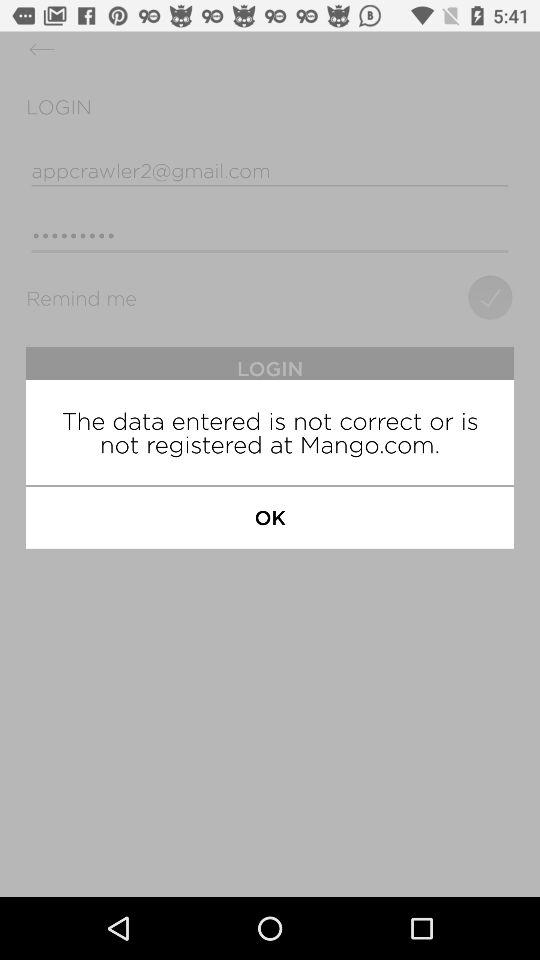 5:41
LOGIN
appcrawler2@gmail.com
•••••••••
Remind me
LOGIN
The data entered is not correct or is
not registered at Mango.com.
OK